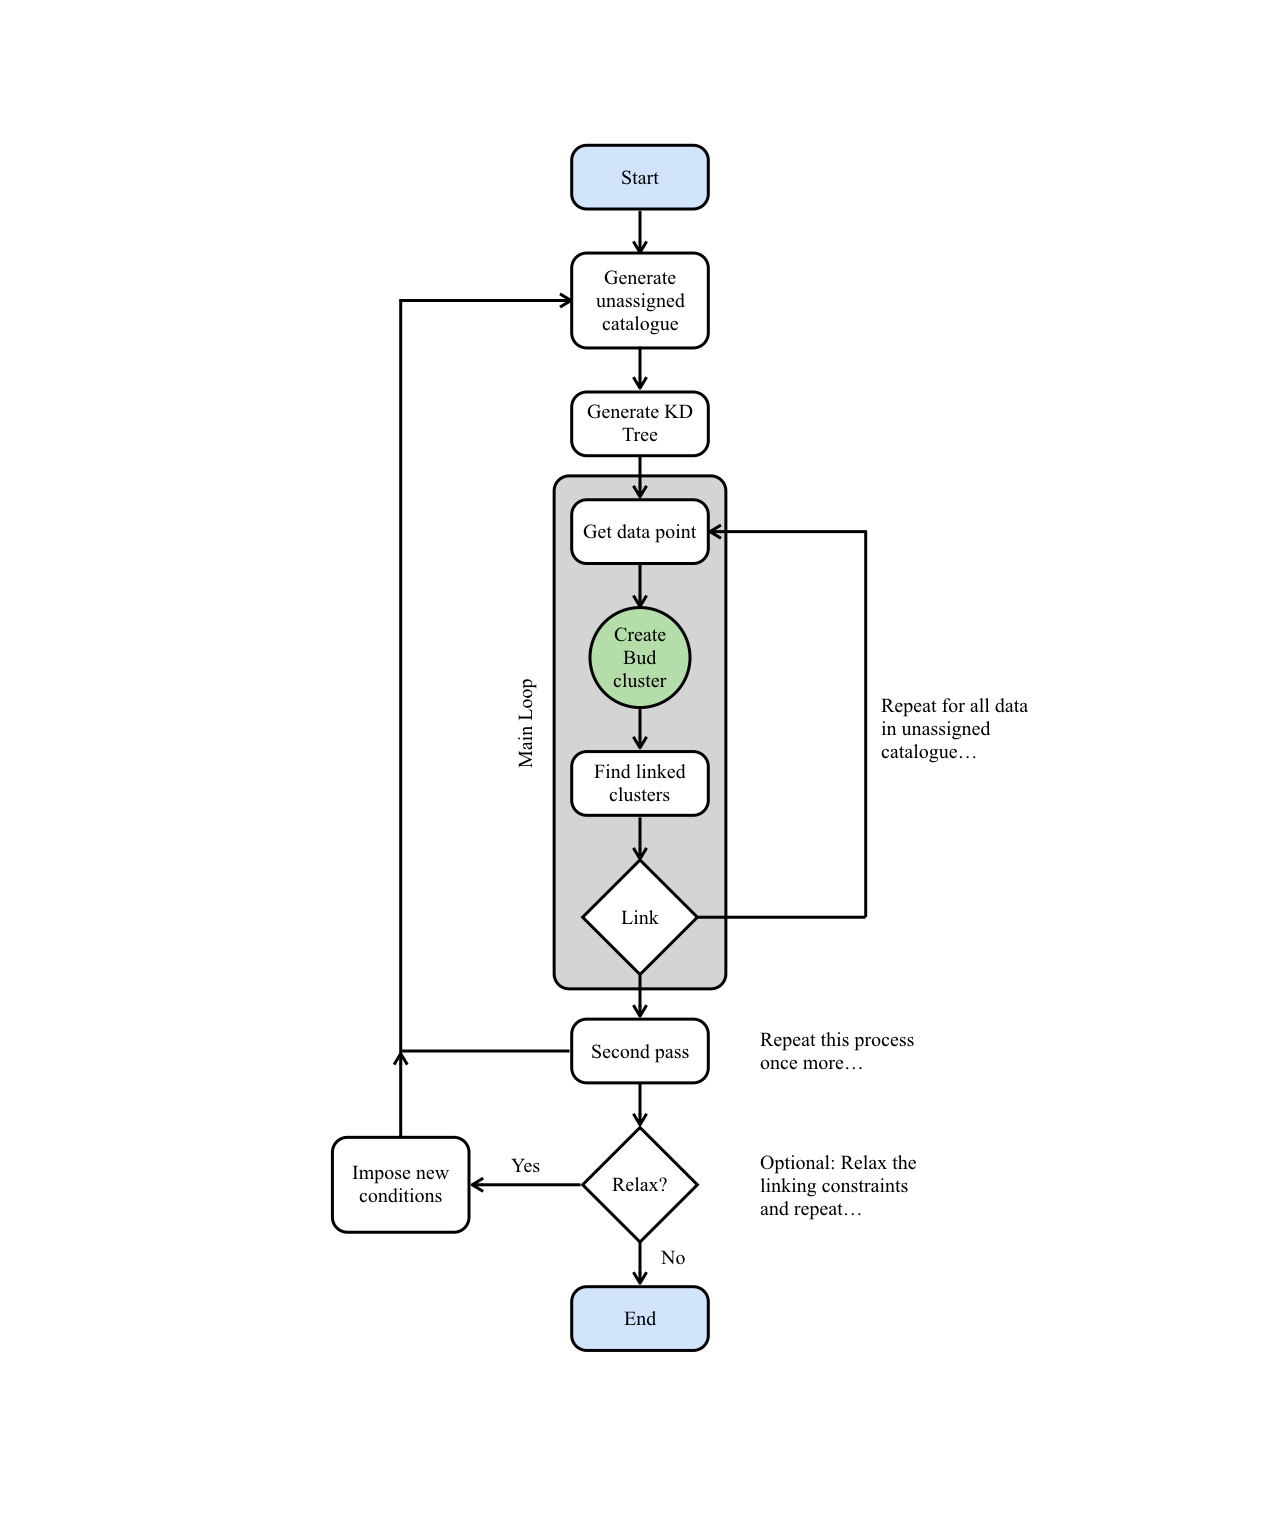 Start
Generate
unassigned
catalogue
Generate KD
Tree
Get data point
Create
Bud
cluster
Main Loop
Repeat for all data
in unassigned
catalogue…
Find linked
clusters
Link
Second pass
Repeat this process
once more…
Impose new
conditions
Yes
Relax?
Optional: Relax the
linking constraints
and repeat…
No
End